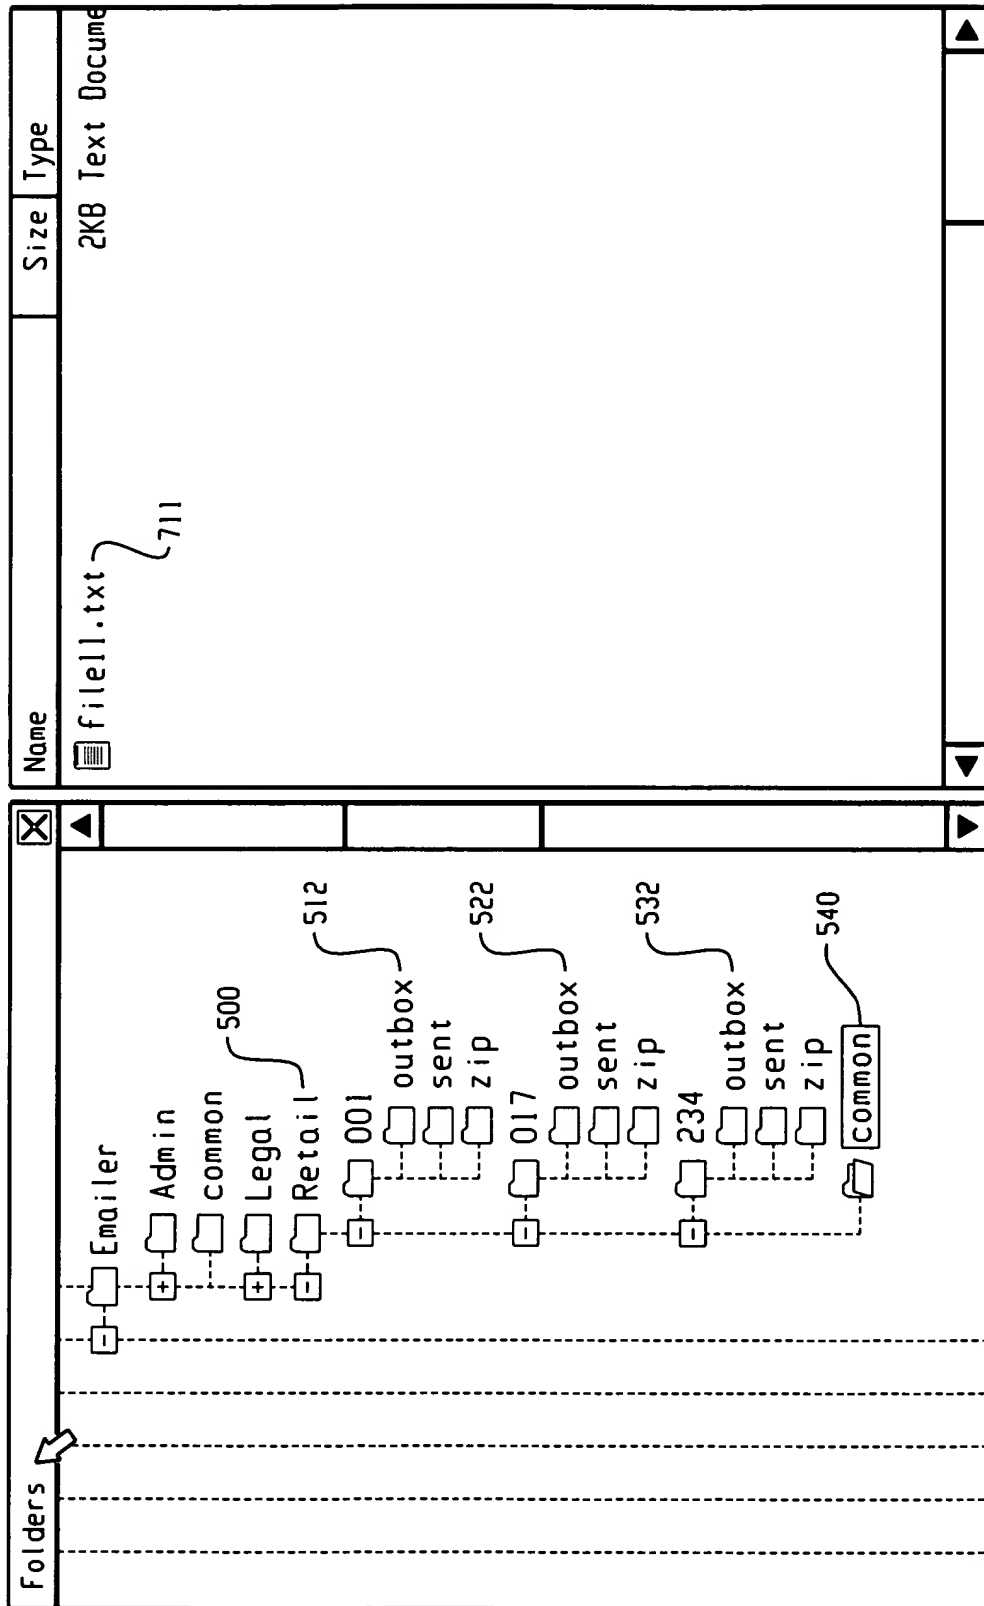 Folders
Emailer
Admin
common
Legal
Retail
500
001
outbox
512
sent
zip
017
outbox
522
sent
zip
234
outbox
532
sent
zip
common
540
Name Size Type
file11.txt 2KB Text Docume
711